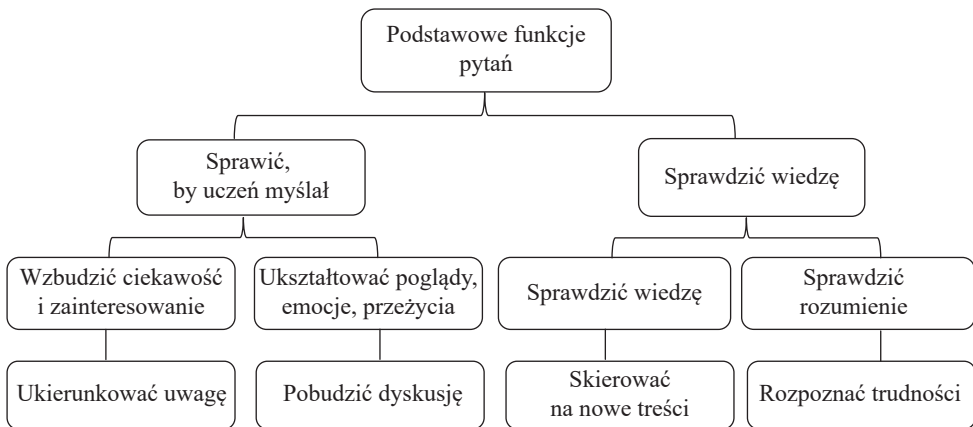 Podstawowe funkcje
pytań
Sprawić,
by uczeń myślał
Sprawdzić wiedzę
Wzbudzić ciekawość
i zainteresowanie
Ukształtować poglądy,
emocje, przeżycia
Sprawdzić wiedzę
Sprawdzić
rozumienie
Ukierunkować uwagę
Pobudzić dyskusję
Skierować
na nowe treści
Rozpoznać trudności